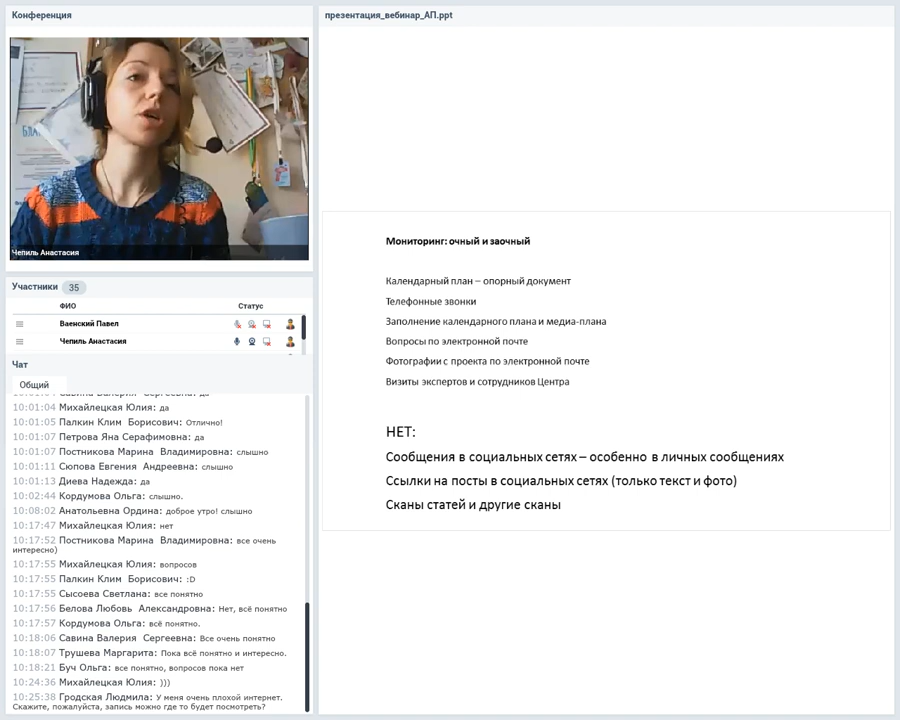 Конференция
БЛА
Чепиль Анастасия
Участники 35
ФИО Статус
Ваенский Павел
Чепиль Анастасия
Чат
Общий
10:01:04 Михайлецкая Юлия: да
10:01:05 Палкин Клим Борисович: Отлично!
10:01:07 Петрова Яна Серафимовна: да
10:01:07 Постникова Марина Владимировна: слышно
10:01:11 Сюпова Евгения Андреевна: слышно
10:01:13 Диева Надежда: да
10:02:44 Кордумова Ольга: слышно.
10:08:02 Анатольевна Ордина: доброе утро! слышно
10:17:47 Михайлецкая Юлия: нет
10:17:52 Постникова Марина Владимировна: все очень
интересно)
10:17:55 Михайлецкая Юлия: вопросов
10:17:55 Палкин Клим Борисович: :D
10:17:55 Сысоева Светлана: все понятно
10:17:56 Белова Любовь Александровна: Нет, всё понятно
10:17:57 Кордумова Ольга: всё понятно.
10:18:06 Савина Валерия Сергеевна: Все очень понятно
10:18:07 Трушева Маргарита: Пока всё понятно и интересно.
10:18:21 Буч Ольга: все понятно, вопросов пока нет
10:24:36 Михайлецкая Юлия: )))
10:25:38 Гродская Людмила: У меня очень плохой интернет.
Скажите, пожалуйста, запись можно где то будет посмотреть?
презентация_вебинар_АП.ppt
Мониторинг: очный и заочный
Календарный план – опорный документ
Телефонные звонки
Заполнение календарного плана и медиа-плана
Вопросы по электронной почте
Фотографии с проекта по электронной почте
Визиты экспертов и сотрудников Центра
НЕТ:
Сообщения в социальных сетях – особенно в личных сообщениях
Ссылки на посты в социальных сетях (только текст и фото)
Сканы статей и другие сканы